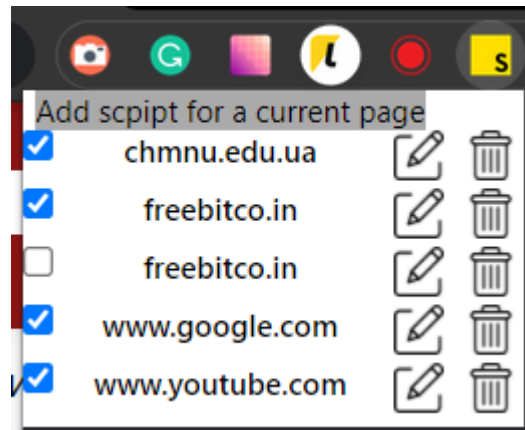 s
Add scpipt for a current page
chmnu.edu.ua
freebitco.in
freebitco.in
www.google.com
www.youtube.com